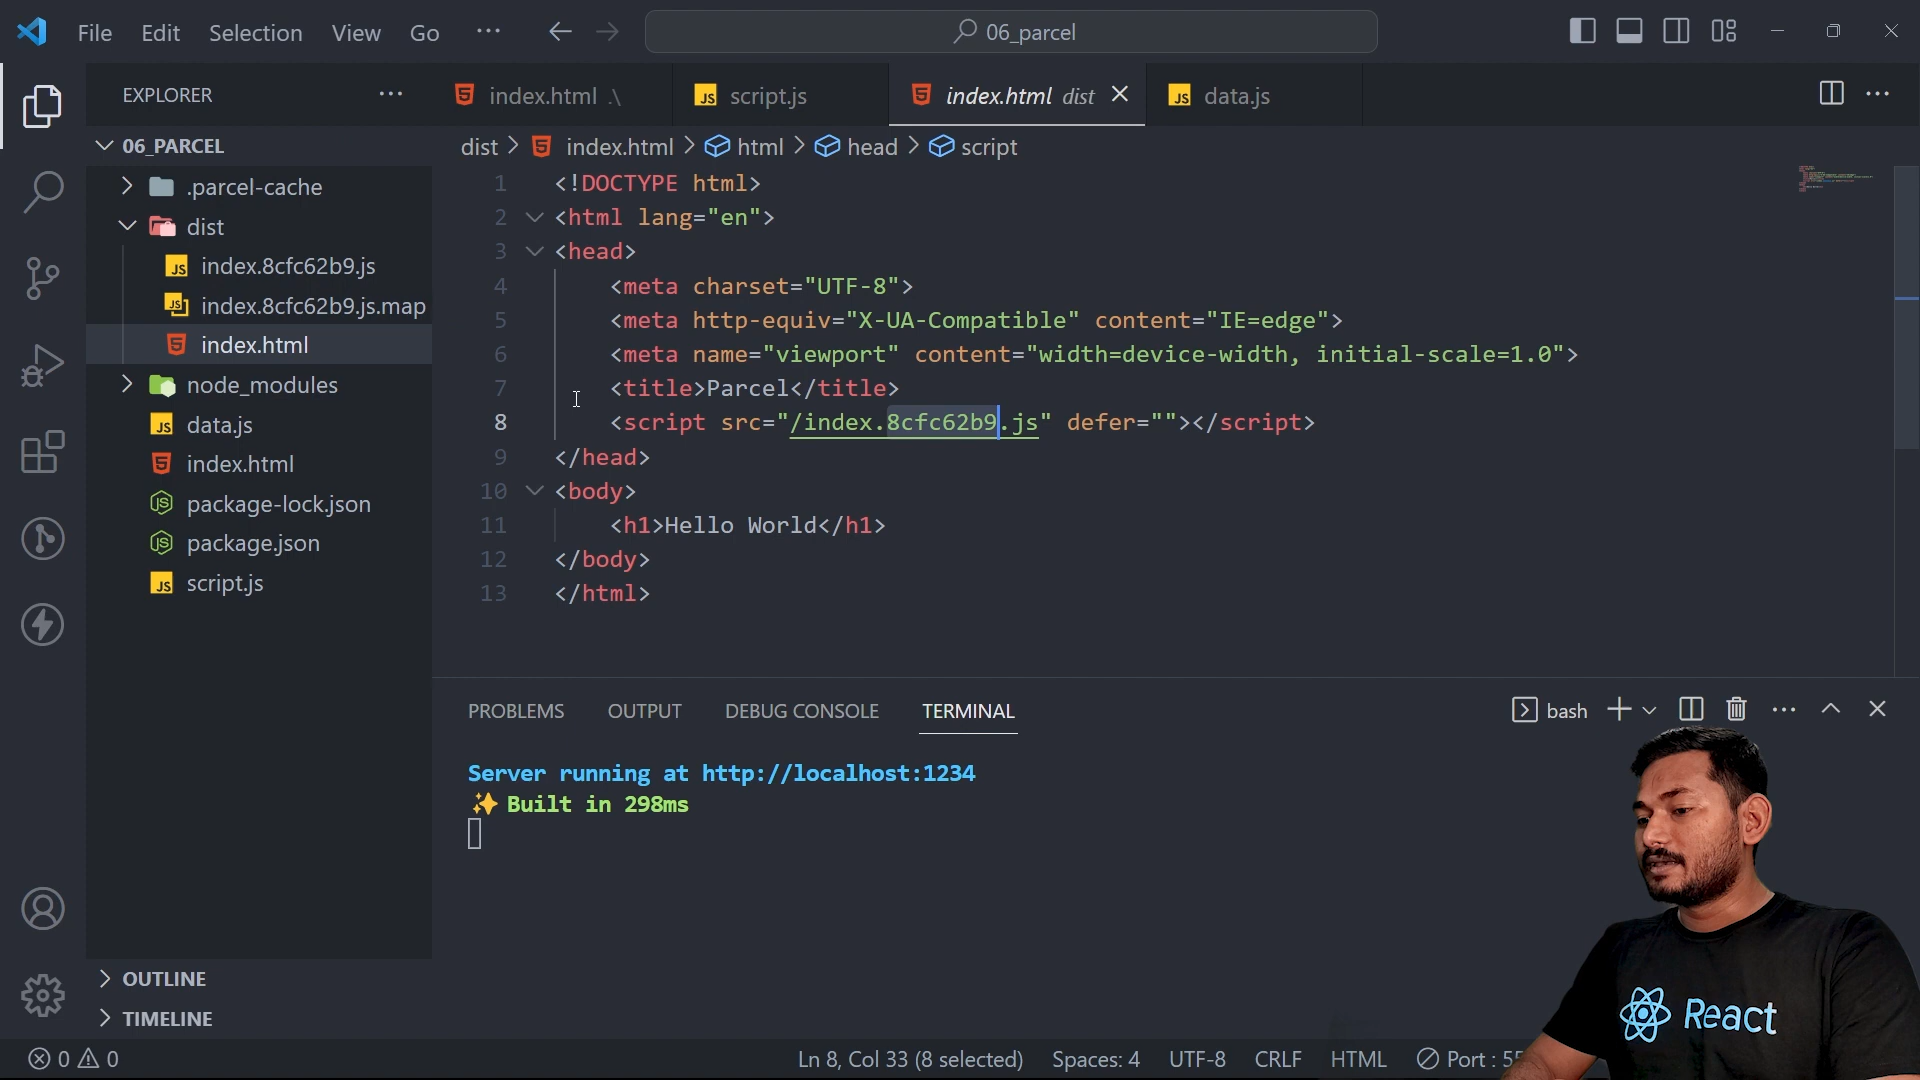 File Edit Selection View Go ··· 06_parcel
EXPLORER ···
index.html .\ script.js index.html dist data.js
06_PARCEL
.parcel-cache
dist
index.8cfc62b9.js
index.8cfc62b9.js.map
index.html
node_modules
data.js
index.html
package-lock.json
package.json
script.js
OUTLINE
TIMELINE
dist > index.html > html > head > script
1 <!DOCTYPE html>
2 <html lang="en">
3 <head>
4 <meta charset="UTF-8">
5 <meta http-equiv="X-UA-Compatible" content="IE=edge">
6 <meta name="viewport" content="width=device-width, initial-scale=1.0">
7 <title>Parcel</title>
8 <script src="/index.8cfc62b9.js" defer=""></script>
9 </head>
10 <body>
11 <h1>Hello World</h1>
12 </body>
13 </html>
PROBLEMS OUTPUT DEBUG CONSOLE TERMINAL bash
Server running at http://localhost:1234
✨ Built in 298ms
React
0 0 Ln 8, Col 33 (8 selected) Spaces: 4 UTF-8 CRLF HTML Port : 55